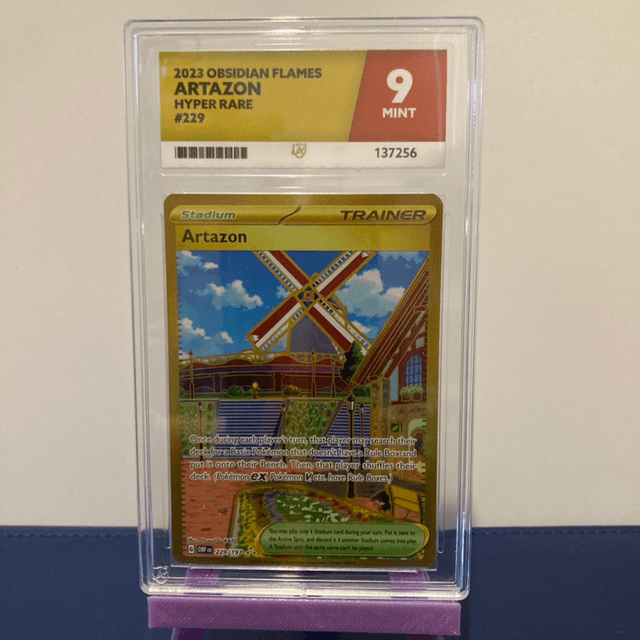 2023 OBSIDIAN FLAMES
ARTAZON
HYPER RARE
#229
9
MINT
137256
Stadium
TRAINER
Artazon
Once during each player's turn, that player may search their
deck for a Basic Pokémon that doesn't have a Rule Box and
put it onto their Bench. Then, that player shuffles their
deck. (Pokémon ex, Pokémon V, etc. have Rule Boxes.)
You may play only 1 Stadium card during your turn. Put it next to
the Active Spot, and discard it if another Stadium comes into play.
A Stadium with the same name can't be played.
OBF EN 229/197